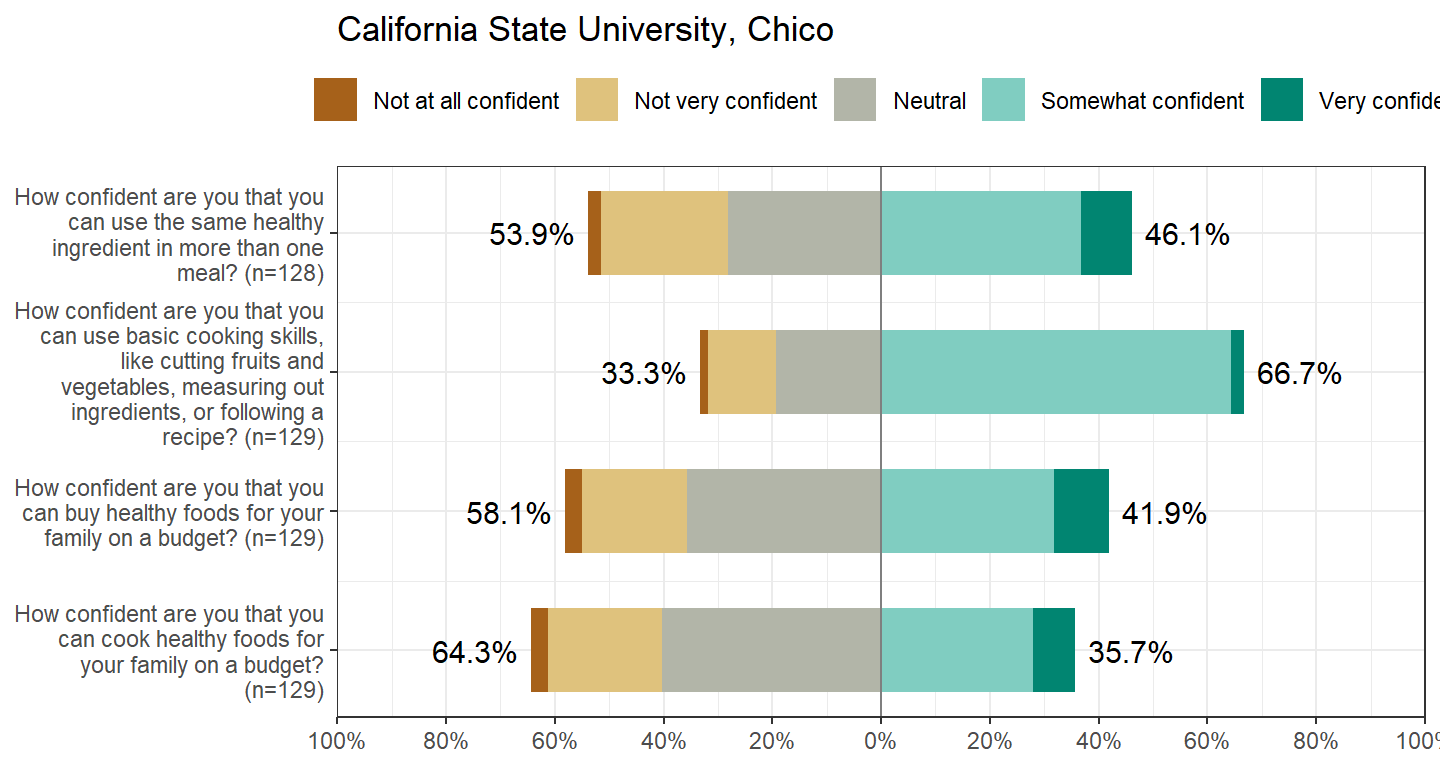 California State University, Chico
Not at all confident
Not very confident
Neutral
Somewhat confident
Very confide
How confident are you that you
can use the same healthy
ingredient in more than one
meal? (n=128)
53.9%
46.1%
How confident are you that you
can use basic cooking skills,
like cutting fruits and
vegetables, measuring out
ingredients, or following a
recipe? (n=129)
33.3%
66.7%
How confident are you that you
can buy healthy foods for your
family on a budget? (n=129)
58.1%
41.9%
How confident are you that you
can cook healthy foods for
your family on a budget?
(n=129)
64.3%
35.7%
100%
80%
60%
40%
20%
0%
20%
40%
60%
80%
100%